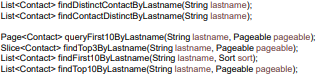 List<Contact> findDistinctContactByLastname(String lastname);
List<Contact> findContactDistinctByLastname(String lastname);
Page<Contact> queryFirst10ByLastname(String lastname, Pageable pageable);
Slice<Contact> findTop3ByLastname(String lastname, Pageable pageable);
List<Contact> findFirst10ByLastname(String lastname, Sort sort);
List<Contact> findTop10ByLastname(String lastname, Pageable pageable);